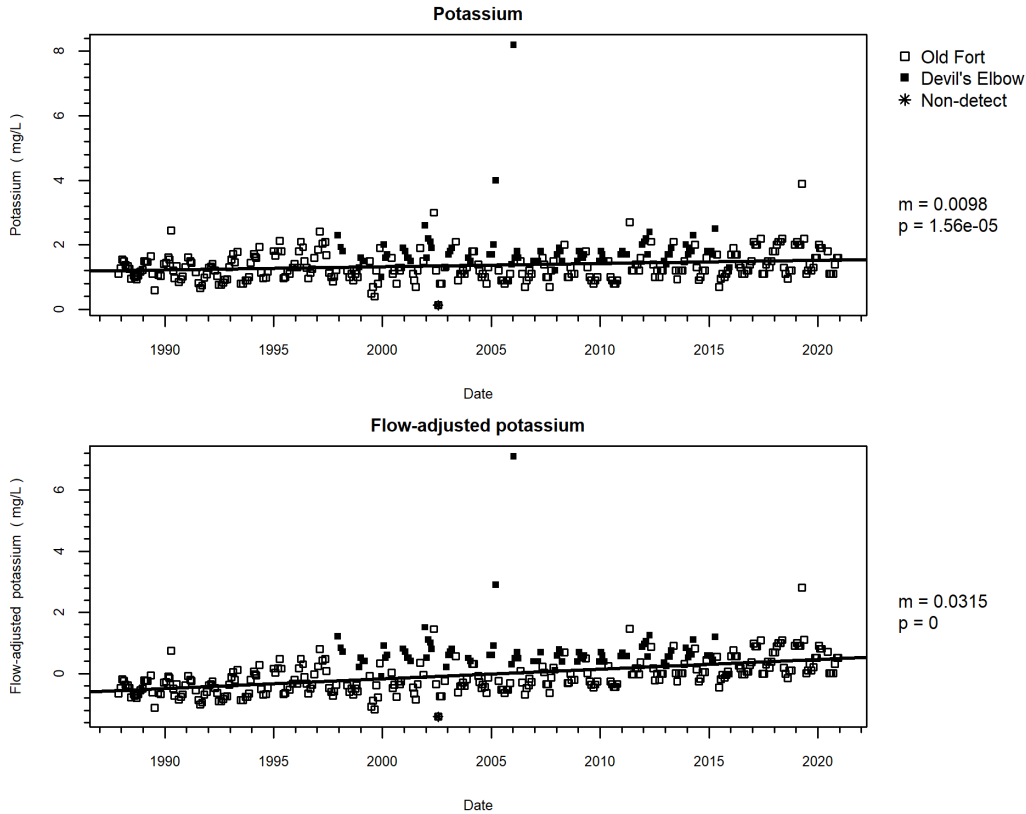 Potassium
Potassium ( mg/L )
8
6
4
2
0
1990 1995 2000 2005 2010 2015 2020
Date
Old Fort
Devil's Elbow
Non-detect
m = 0.0098
p = 1.56e-05
Flow-adjusted potassium
Flow-adjusted potassium ( mg/L )
6
4
2
0
1990 1995 2000 2005 2010 2015 2020
Date
m = 0.0315
p = 0